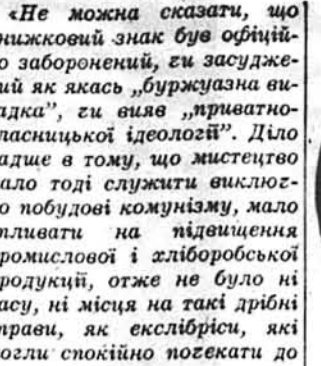 «Не можна сказати, що
нижковий знак був офіцій-
о заборонений, чи засудже-
ий як якась „буржуазна ви-
адка”, чи вияв „приватно-
ласницької ідеології”. Діло
адше в тому, що мистецтво
ало тоді служити виключ-
о побудові комунізму, мало
пливати на підвищення
ромислової і хліборобської
родукції, отже не було ні
асу, ні місця на такі дрібні
прави, як екслібріси, які
огли спокійно почекати до